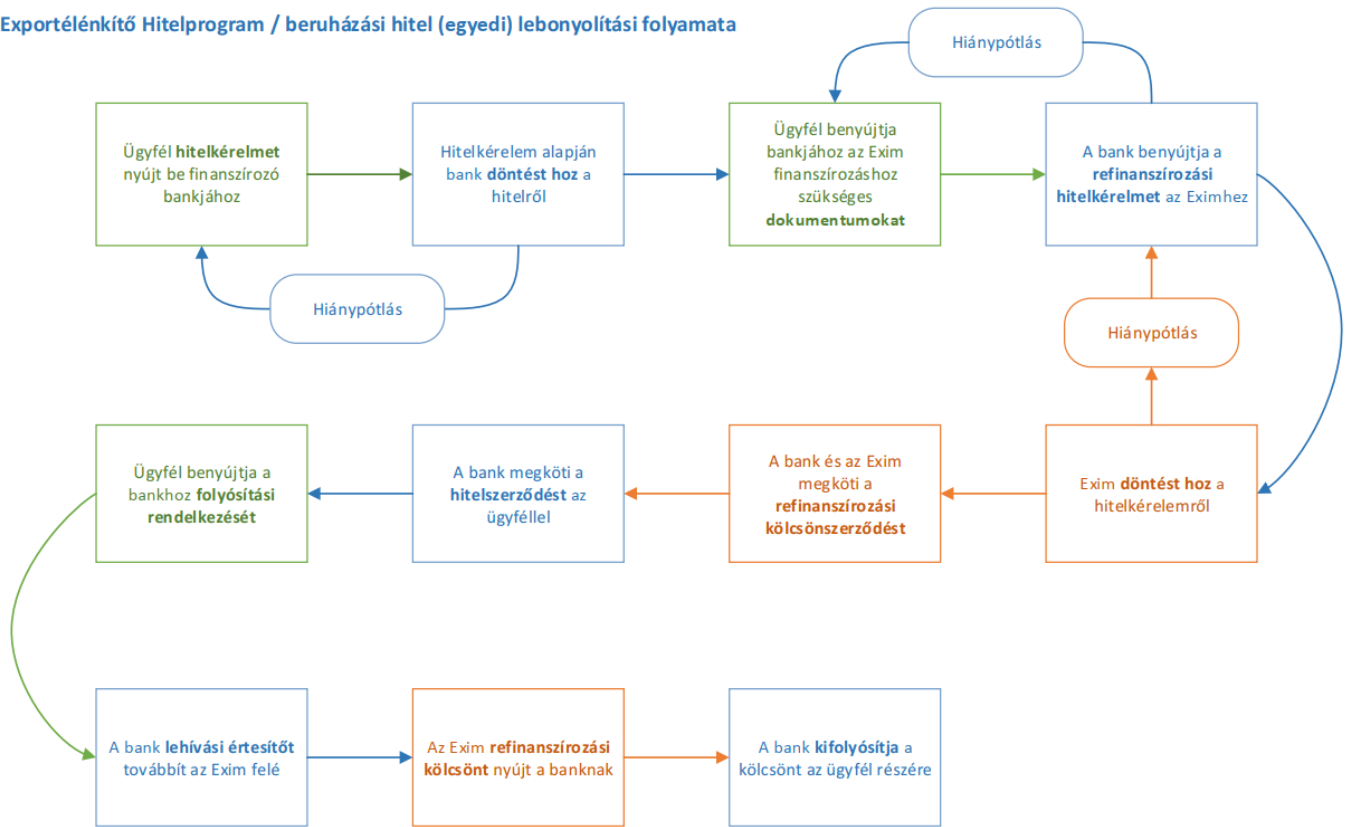 Exportélénkítő Hitelprogram / beruházási hitel (egyedi) lebonyolítási folyamata
Hiánypótlás
Ügyfél hitelkérelmet
nyújt be finanszírozó
bankjához
Hitelkérelem alapján
bank döntést hoz a
hitelről
Ügyfél benyújtja
bankjához az Exim
finanszírozáshoz
szükséges
dokumentumokat
A bank benyújtja a
refinanszírozási
hitelkérelmet az Eximhez
Hiánypótlás
Hiánypótlás
Ügyfél benyújtja a
bankhoz folyósítási
rendelkezését
A bank megköti a
hitelszerződést az
ügyféllel
A bank és az Exim
megköti a
refinanszírozási
kölcsönszerződést
Exim döntést hoz a
hitelkérelemről
A bank lehívási értesítőt
továbbít az Exim felé
Az Exim refinanszírozási
kölcsönt nyújt a banknak
A bank kifolyósítja a
kölcsönt az ügyfél részére